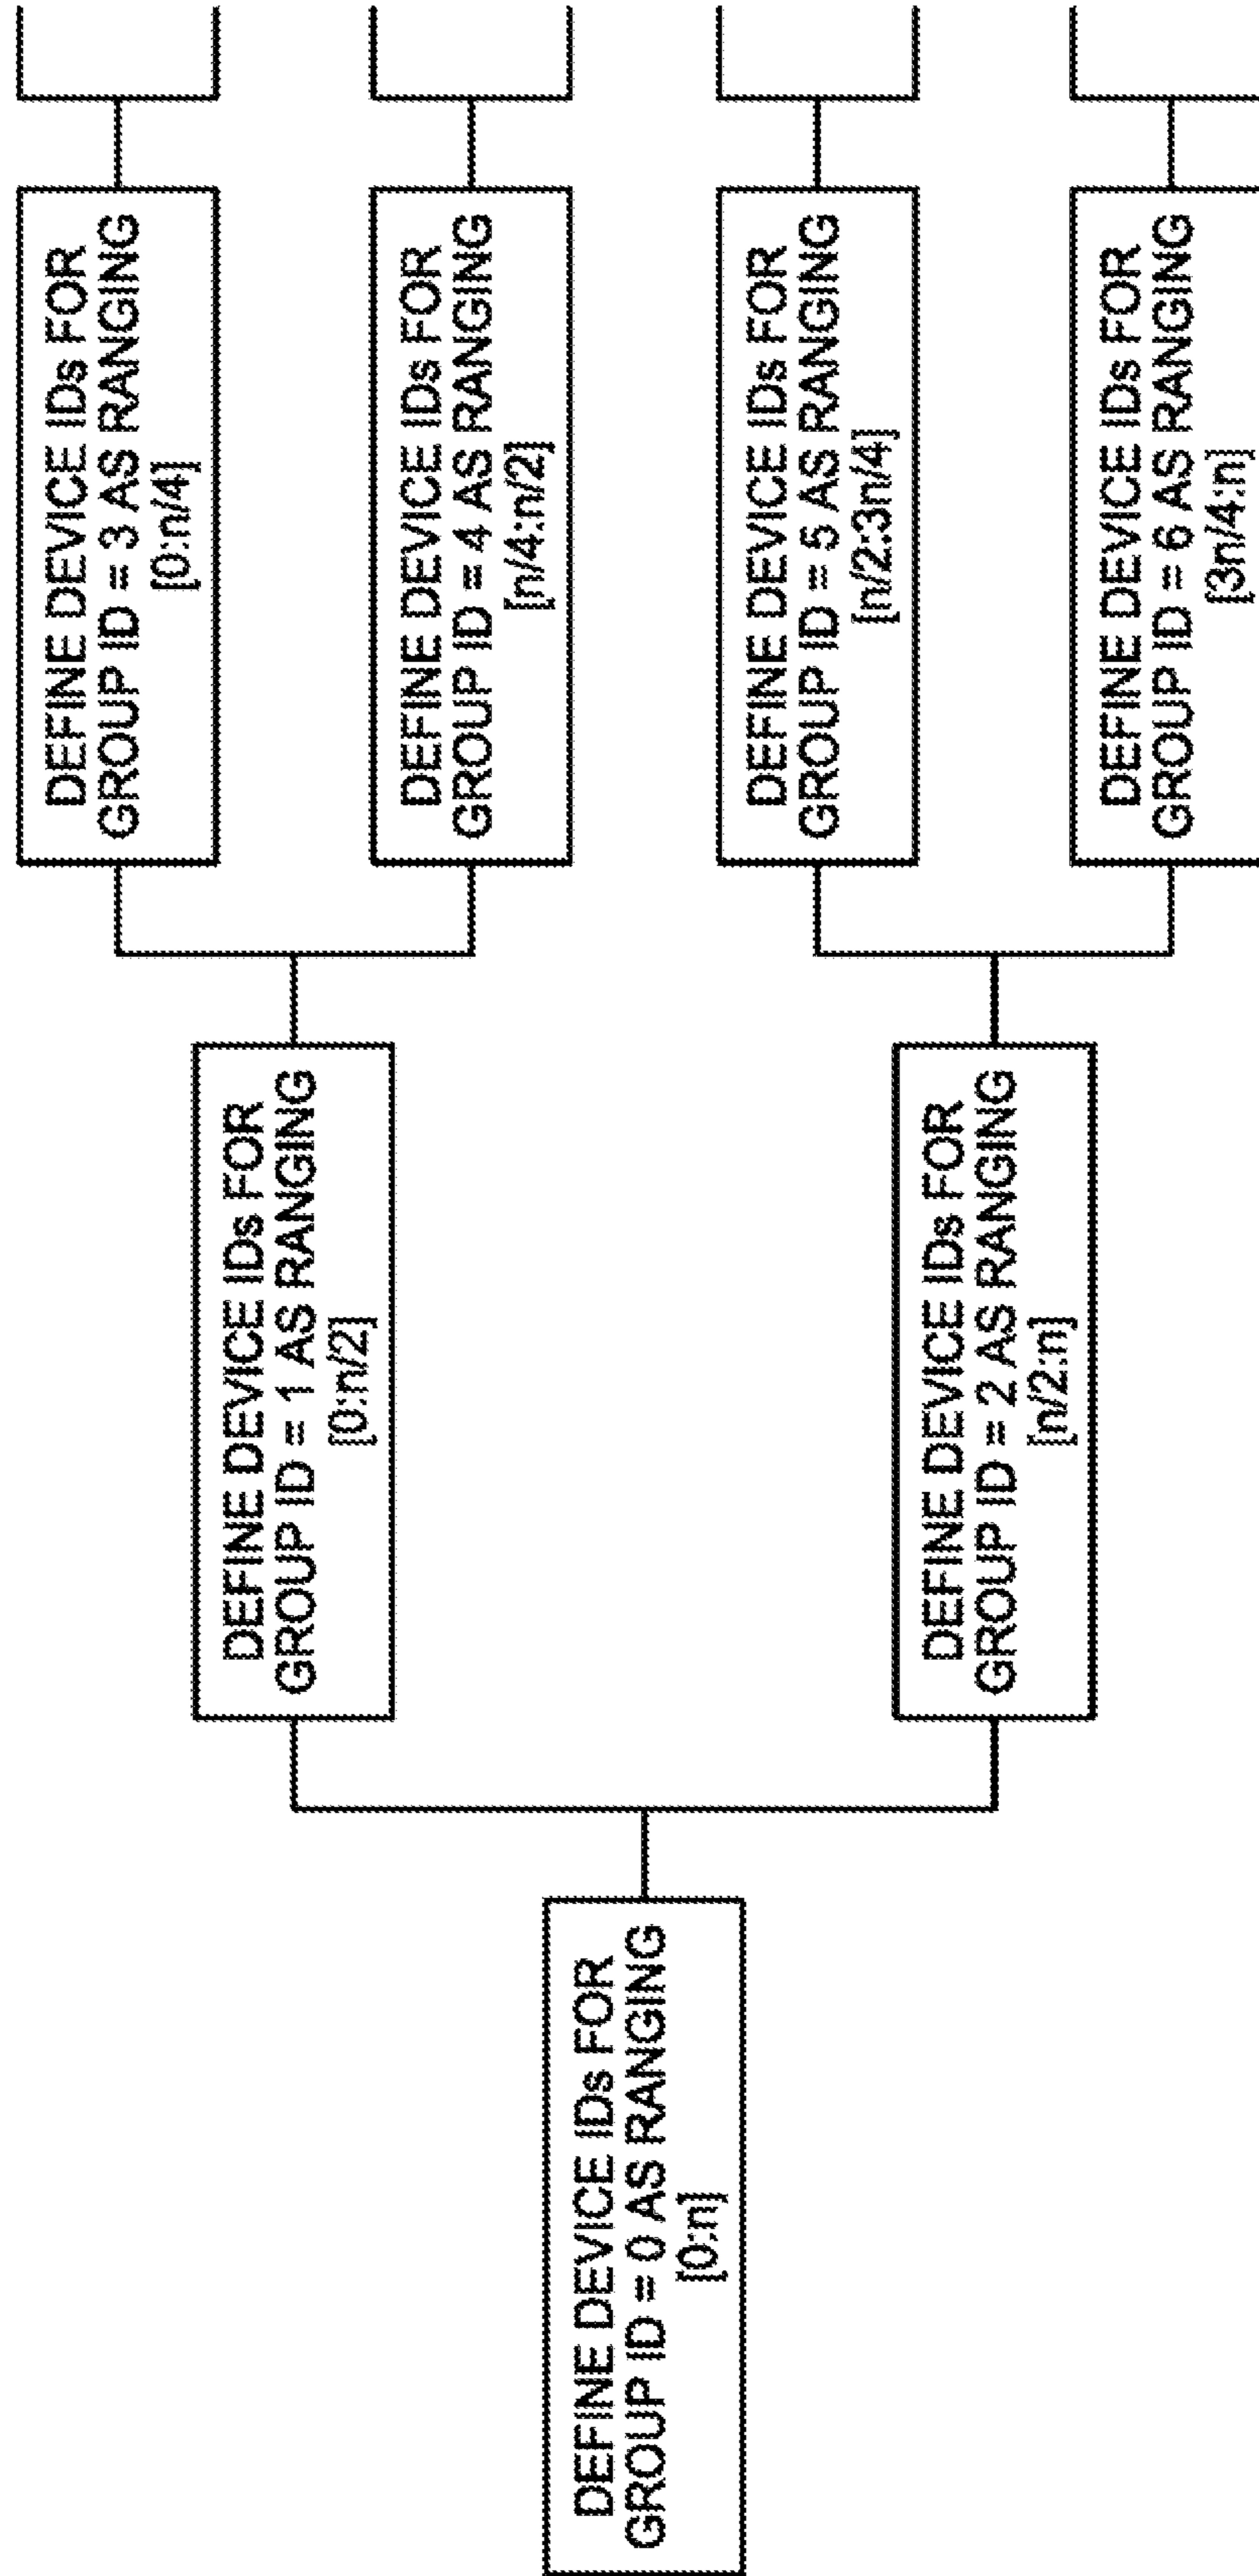 DEFINE DEVICE IDs FOR
GROUP ID = 0 AS RANGING
[0:n]
DEFINE DEVICE IDs FOR
GROUP ID = 1 AS RANGING
[0:n/2]
DEFINE DEVICE IDs FOR
GROUP ID = 2 AS RANGING
[n/2:n]
DEFINE DEVICE IDs FOR
GROUP ID = 3 AS RANGING
[0:n/4]
DEFINE DEVICE IDs FOR
GROUP ID = 4 AS RANGING
[n/4:n/2]
DEFINE DEVICE IDs FOR
GROUP ID = 5 AS RANGING
[n/2:3n/4]
DEFINE DEVICE IDs FOR
GROUP ID = 6 AS RANGING
[3n/4:n]